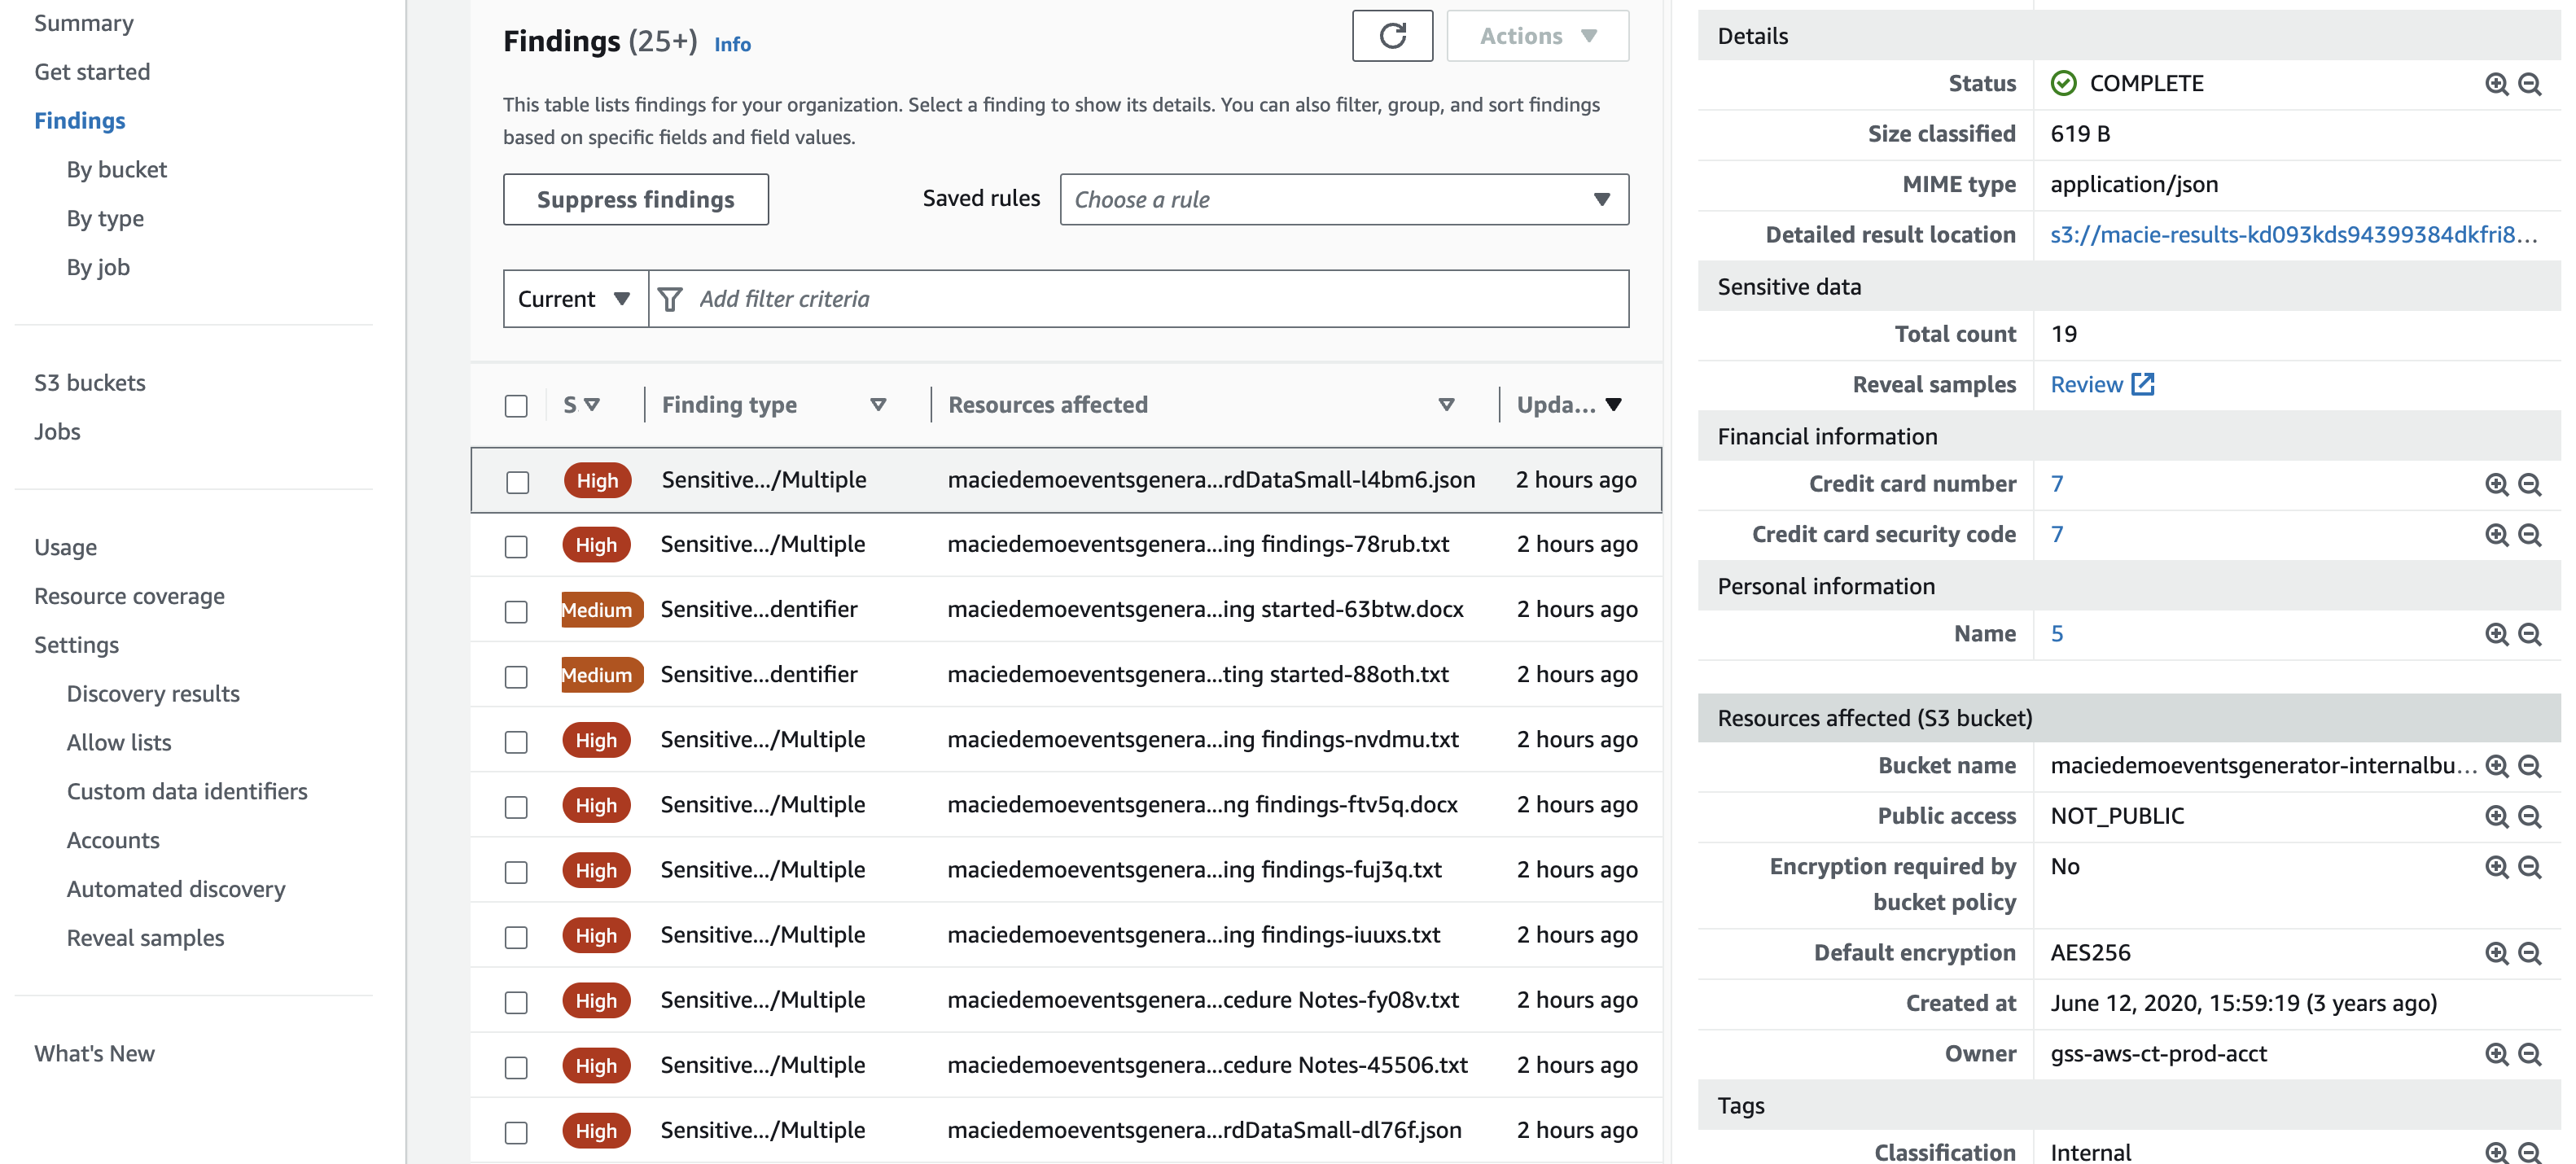 Summary
Get started
Findings
By bucket
By type
By job
S3 buckets
Jobs
Usage
Resource coverage
Settings
Discovery results
Allow lists
Custom data identifiers
Accounts
Automated discovery
Reveal samples
What's New
Findings (25+) Info
Actions
This table lists findings for your organization. Select a finding to show its details. You can also filter, group, and sort findings
based on specific fields and field values.
Suppress findings Saved rules Choose a rule
Current Add filter criteria
S Finding type Resources affected Upda...
High Sensitive.../Multiple maciedemoeventsgenera...rdDataSmall-l4bm6.json 2 hours ago
High Sensitive.../Multiple maciedemoeventsgenera...ing findings-78rub.txt 2 hours ago
Medium Sensitive...dentifier maciedemoeventsgenera...ing started-63btw.docx 2 hours ago
Medium Sensitive...dentifier maciedemoeventsgenera...ting started-88oth.txt 2 hours ago
High Sensitive.../Multiple maciedemoeventsgenera...ing findings-nvdmu.txt 2 hours ago
High Sensitive.../Multiple maciedemoeventsgenera...ng findings-ftv5q.docx 2 hours ago
High Sensitive.../Multiple maciedemoeventsgenera...ing findings-fuj3q.txt 2 hours ago
High Sensitive.../Multiple maciedemoeventsgenera...ing findings-iuuxs.txt 2 hours ago
High Sensitive.../Multiple maciedemoeventsgenera...cedure Notes-fy08v.txt 2 hours ago
High Sensitive.../Multiple maciedemoeventsgenera...cedure Notes-45506.txt 2 hours ago
High Sensitive.../Multiple maciedemoeventsgenera...rdDataSmall-dl76f.json 2 hours ago
Details
Status COMPLETE
Size classified 619 B
MIME type application/json
Detailed result location s3://macie-results-kd093kds94399384dkfri8...
Sensitive data
Total count 19
Reveal samples Review
Financial information
Credit card number 7
Credit card security code 7
Personal information
Name 5
Resources affected (S3 bucket)
Bucket name maciedemoeventsgenerator-internalbu...
Public access NOT_PUBLIC
Encryption required by No
bucket policy
Default encryption AES256
Created at June 12, 2020, 15:59:19 (3 years ago)
Owner gss-aws-ct-prod-acct
Tags
Classification Internal